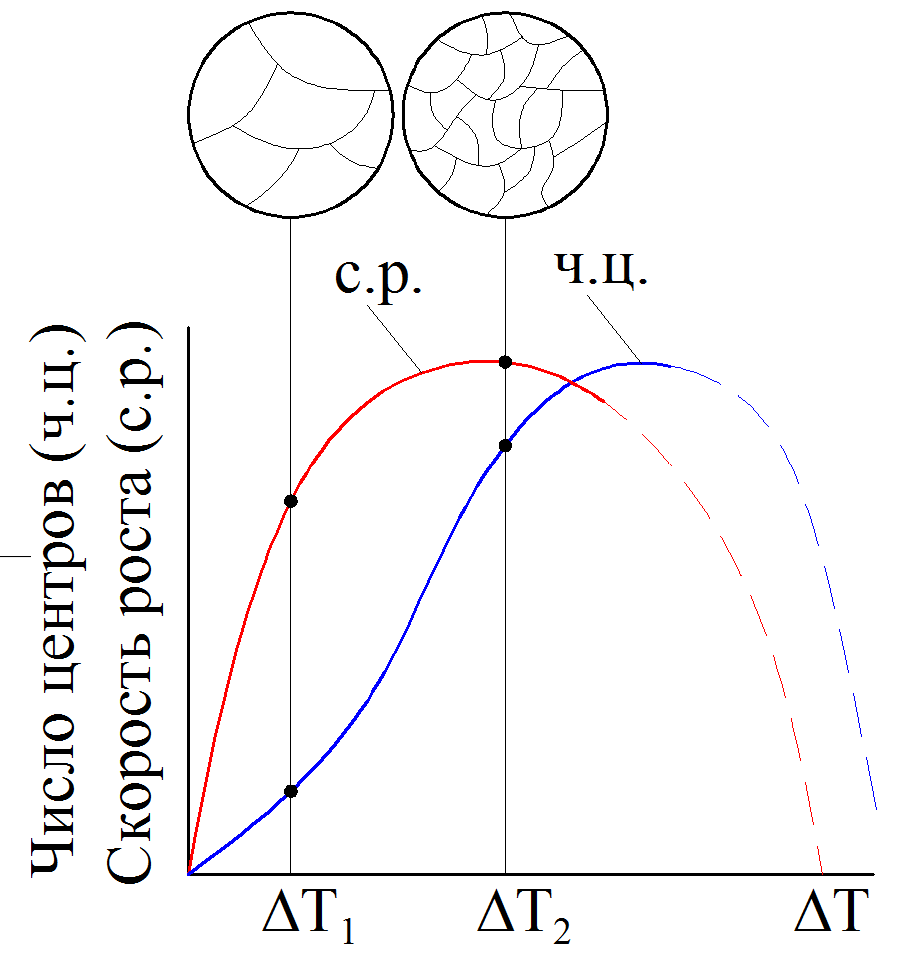 с.р.
ч.ц.
Число центров (ч.ц.)
Скорость роста (с.р.)
ΔT₁
ΔT₂
ΔT